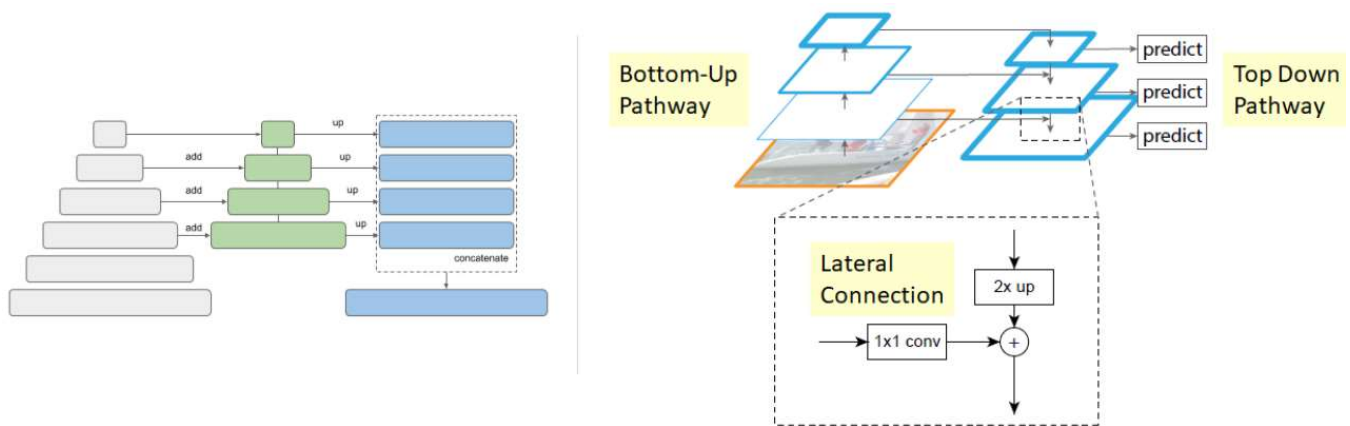 up
add
up
add
up
add
up
concatenate
Bottom-Up
Pathway
predict
predict
predict
Top Down
Pathway
Lateral
Connection
2x up
1x1 conv
+